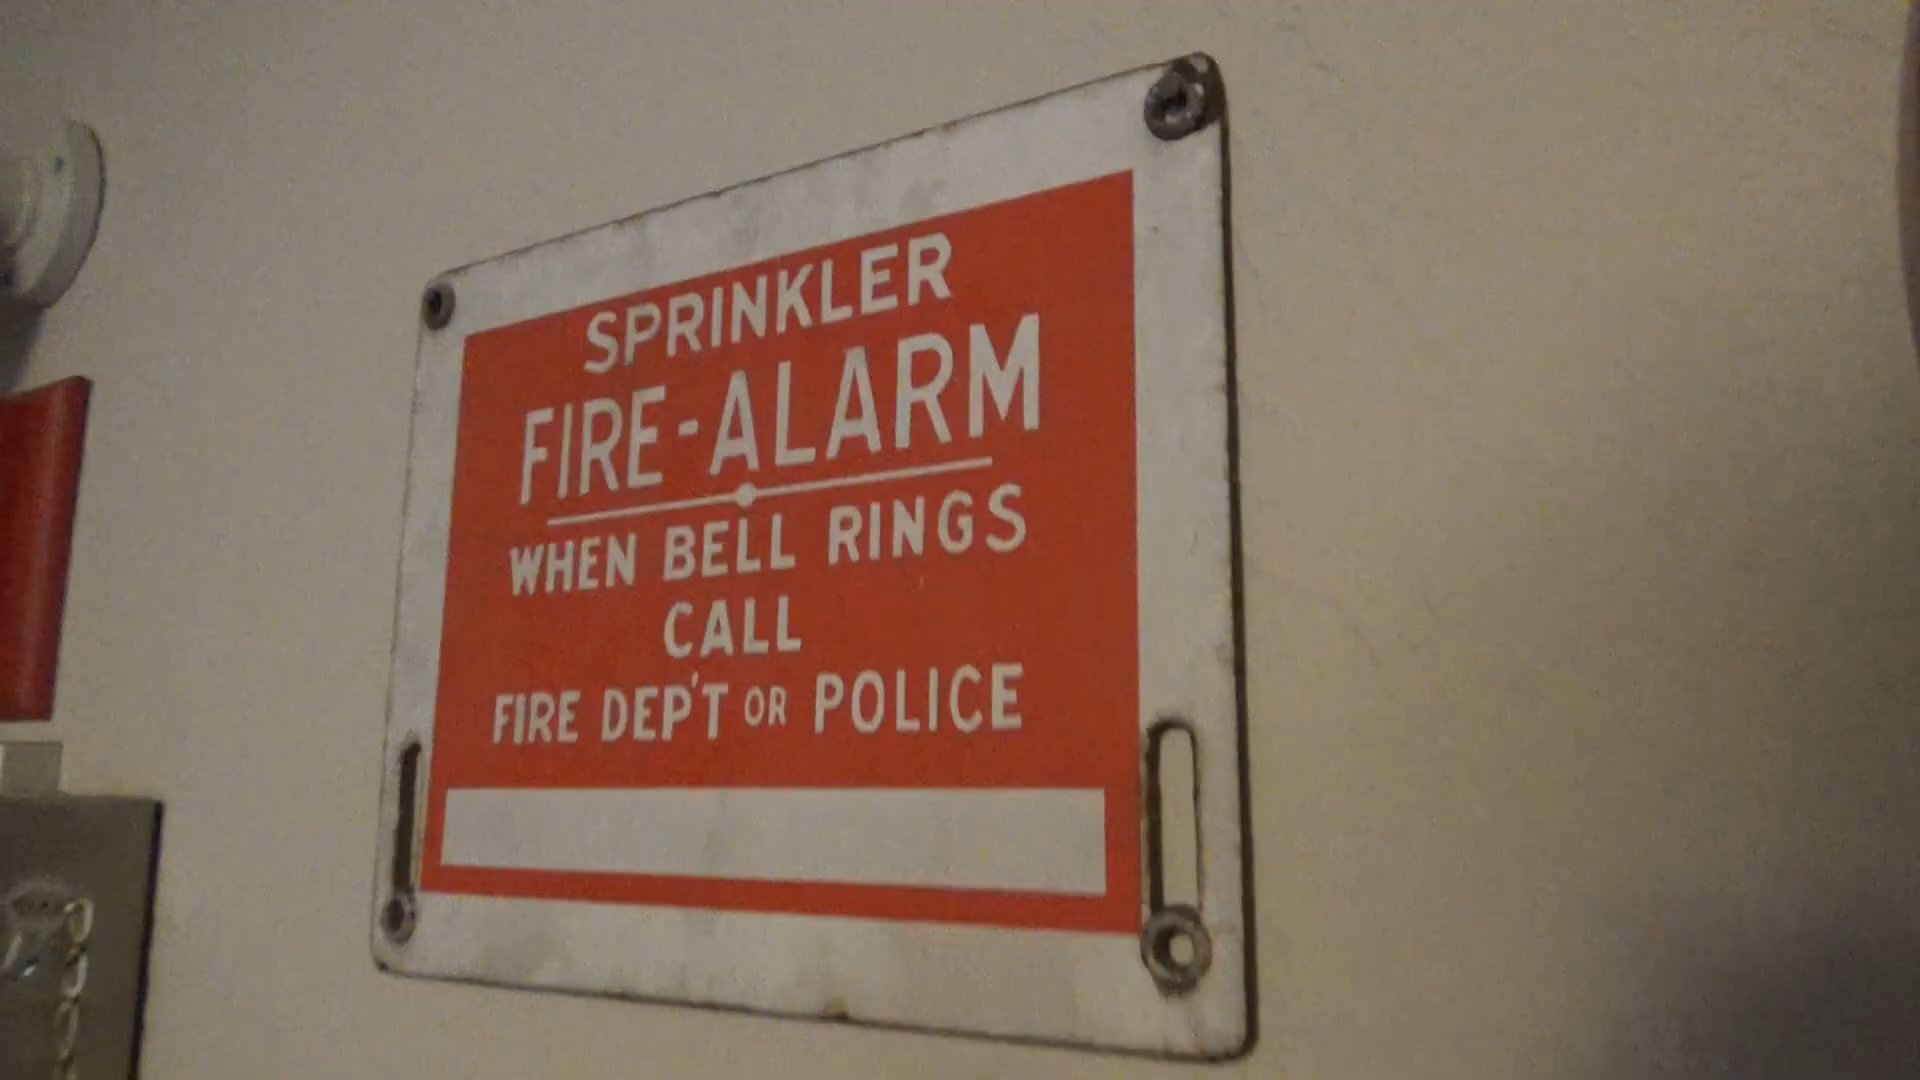 SPRINKLER
FIRE-ALARM
WHEN BELL RINGS
CALL
FIRE DEP'T OR POLICE